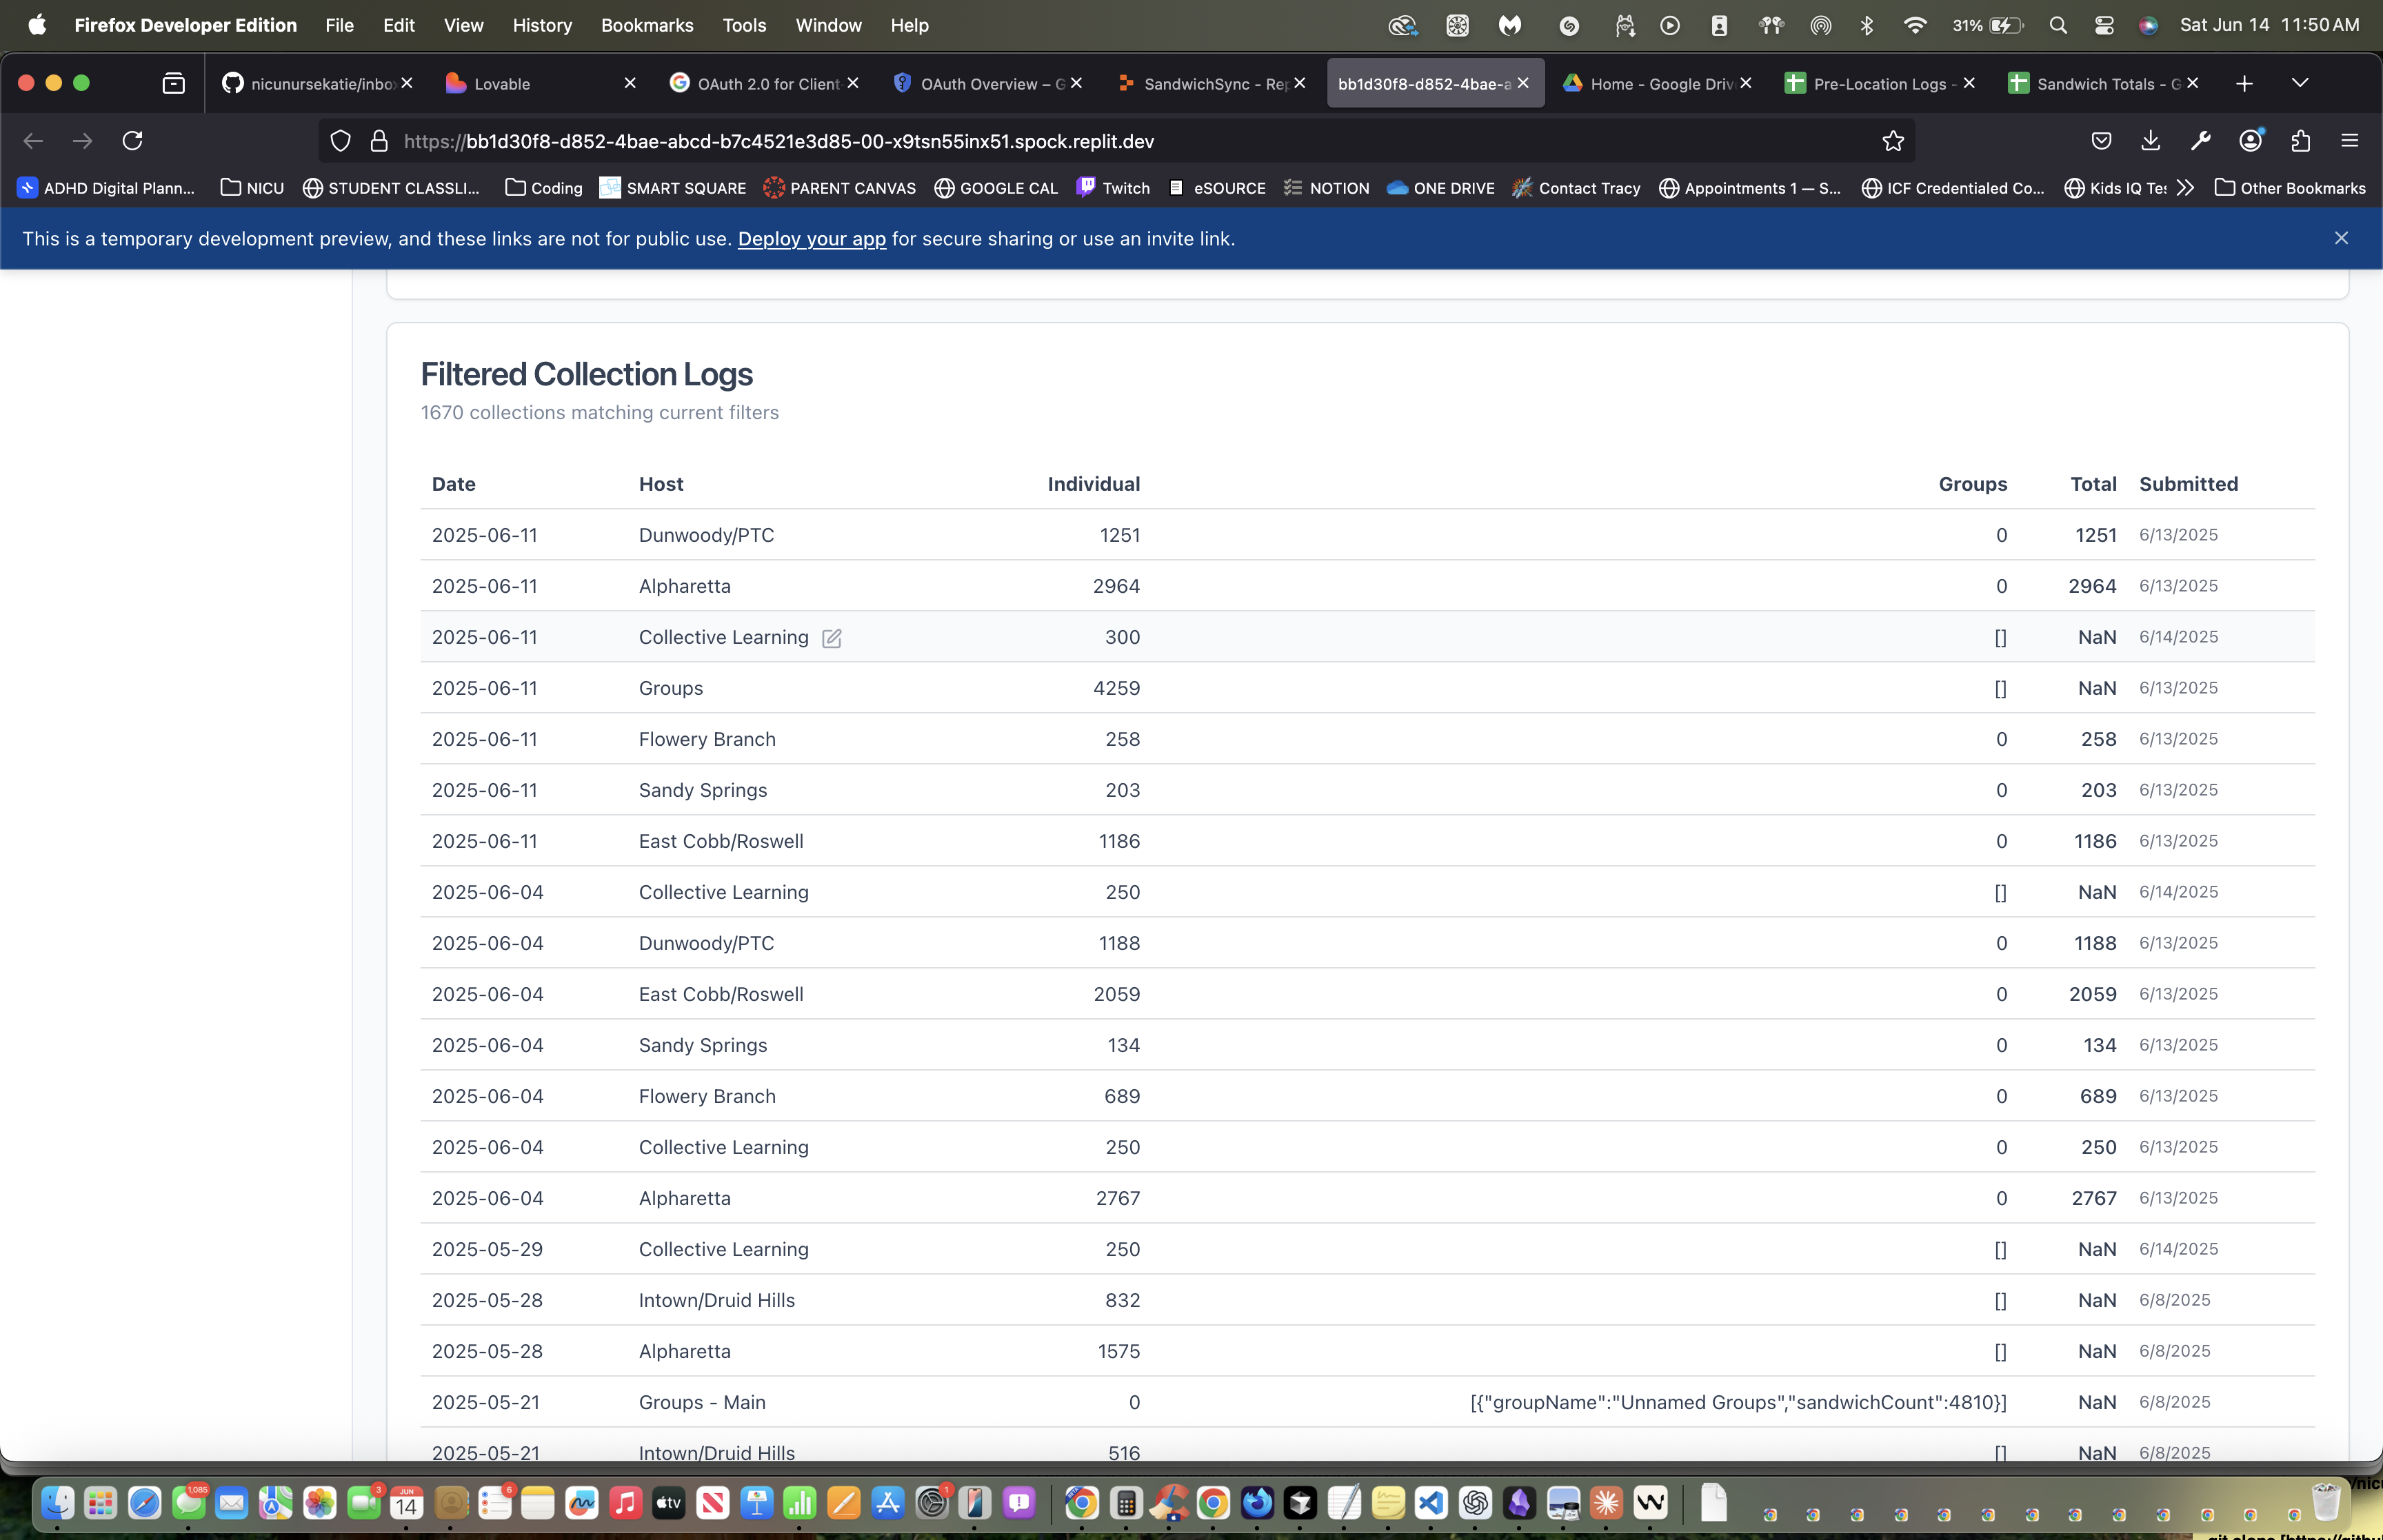 Firefox Developer Edition File Edit View History Bookmarks Tools Window Help 31% Sat Jun 14 11:50 AM
nicunursekatie/inbo Lovable OAuth 2.0 for Client OAuth Overview – G SandwichSync - Rep bb1d30f8-d852-4bae-a Home - Google Driv Pre-Location Logs - Sandwich Totals - G
https://bb1d30f8-d852-4bae-abcd-b7c4521e3d85-00-x9tsn55inx51.spock.replit.dev
ADHD Digital Plann... NICU STUDENT CLASSLI... Coding SMART SQUARE PARENT CANVAS GOOGLE CAL Twitch eSOURCE NOTION ONE DRIVE Contact Tracy Appointments 1 — S... ICF Credentialed Co... Kids IQ Tes Other Bookmarks
This is a temporary development preview, and these links are not for public use. Deploy your app for secure sharing or use an invite link.
Filtered Collection Logs
1670 collections matching current filters
Date Host Individual Groups Total Submitted
2025-06-11 Dunwoody/PTC 1251 0 1251 6/13/2025
2025-06-11 Alpharetta 2964 0 2964 6/13/2025
2025-06-11 Collective Learning 300 [] NaN 6/14/2025
2025-06-11 Groups 4259 [] NaN 6/13/2025
2025-06-11 Flowery Branch 258 0 258 6/13/2025
2025-06-11 Sandy Springs 203 0 203 6/13/2025
2025-06-11 East Cobb/Roswell 1186 0 1186 6/13/2025
2025-06-04 Collective Learning 250 [] NaN 6/14/2025
2025-06-04 Dunwoody/PTC 1188 0 1188 6/13/2025
2025-06-04 East Cobb/Roswell 2059 0 2059 6/13/2025
2025-06-04 Sandy Springs 134 0 134 6/13/2025
2025-06-04 Flowery Branch 689 0 689 6/13/2025
2025-06-04 Collective Learning 250 0 250 6/13/2025
2025-06-04 Alpharetta 2767 0 2767 6/13/2025
2025-05-29 Collective Learning 250 [] NaN 6/14/2025
2025-05-28 Intown/Druid Hills 832 [] NaN 6/8/2025
2025-05-28 Alpharetta 1575 [] NaN 6/8/2025
2025-05-21 Groups - Main 0 [{"groupName":"Unnamed Groups","sandwichCount":4810}] NaN 6/8/2025
2025-05-21 Intown/Druid Hills 516 [] NaN 6/8/2025
1,085 3 JUN 14 6 tv 1
/nicu